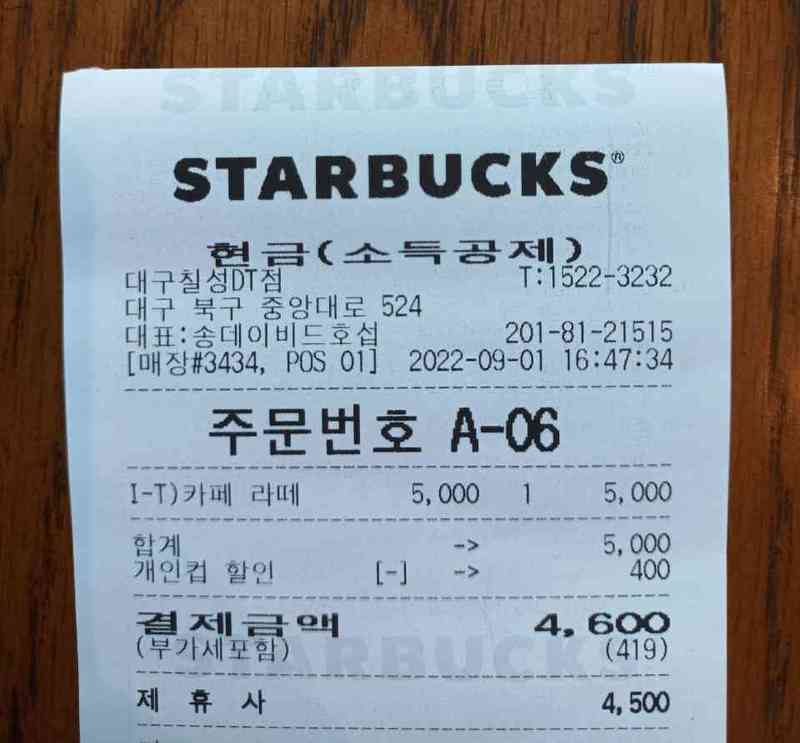 STARBUCKS
STARBUCKS®
현금(소득공제)
대구칠성DT점 T:1522-3232
대구 북구 중앙대로 524
대표:송데이비드호섭 201-81-21515
[매장#3434, POS 01] 2022-09-01 16:47:34
주문번호 A-06
I-T)카페 라떼 5,000 1 5,000
합계 -> 5,000
개인컵 할인 [-] -> 400
결제금액 4,600
(부가세포함) (419)
STARBUCKS
제 휴 사 4,500